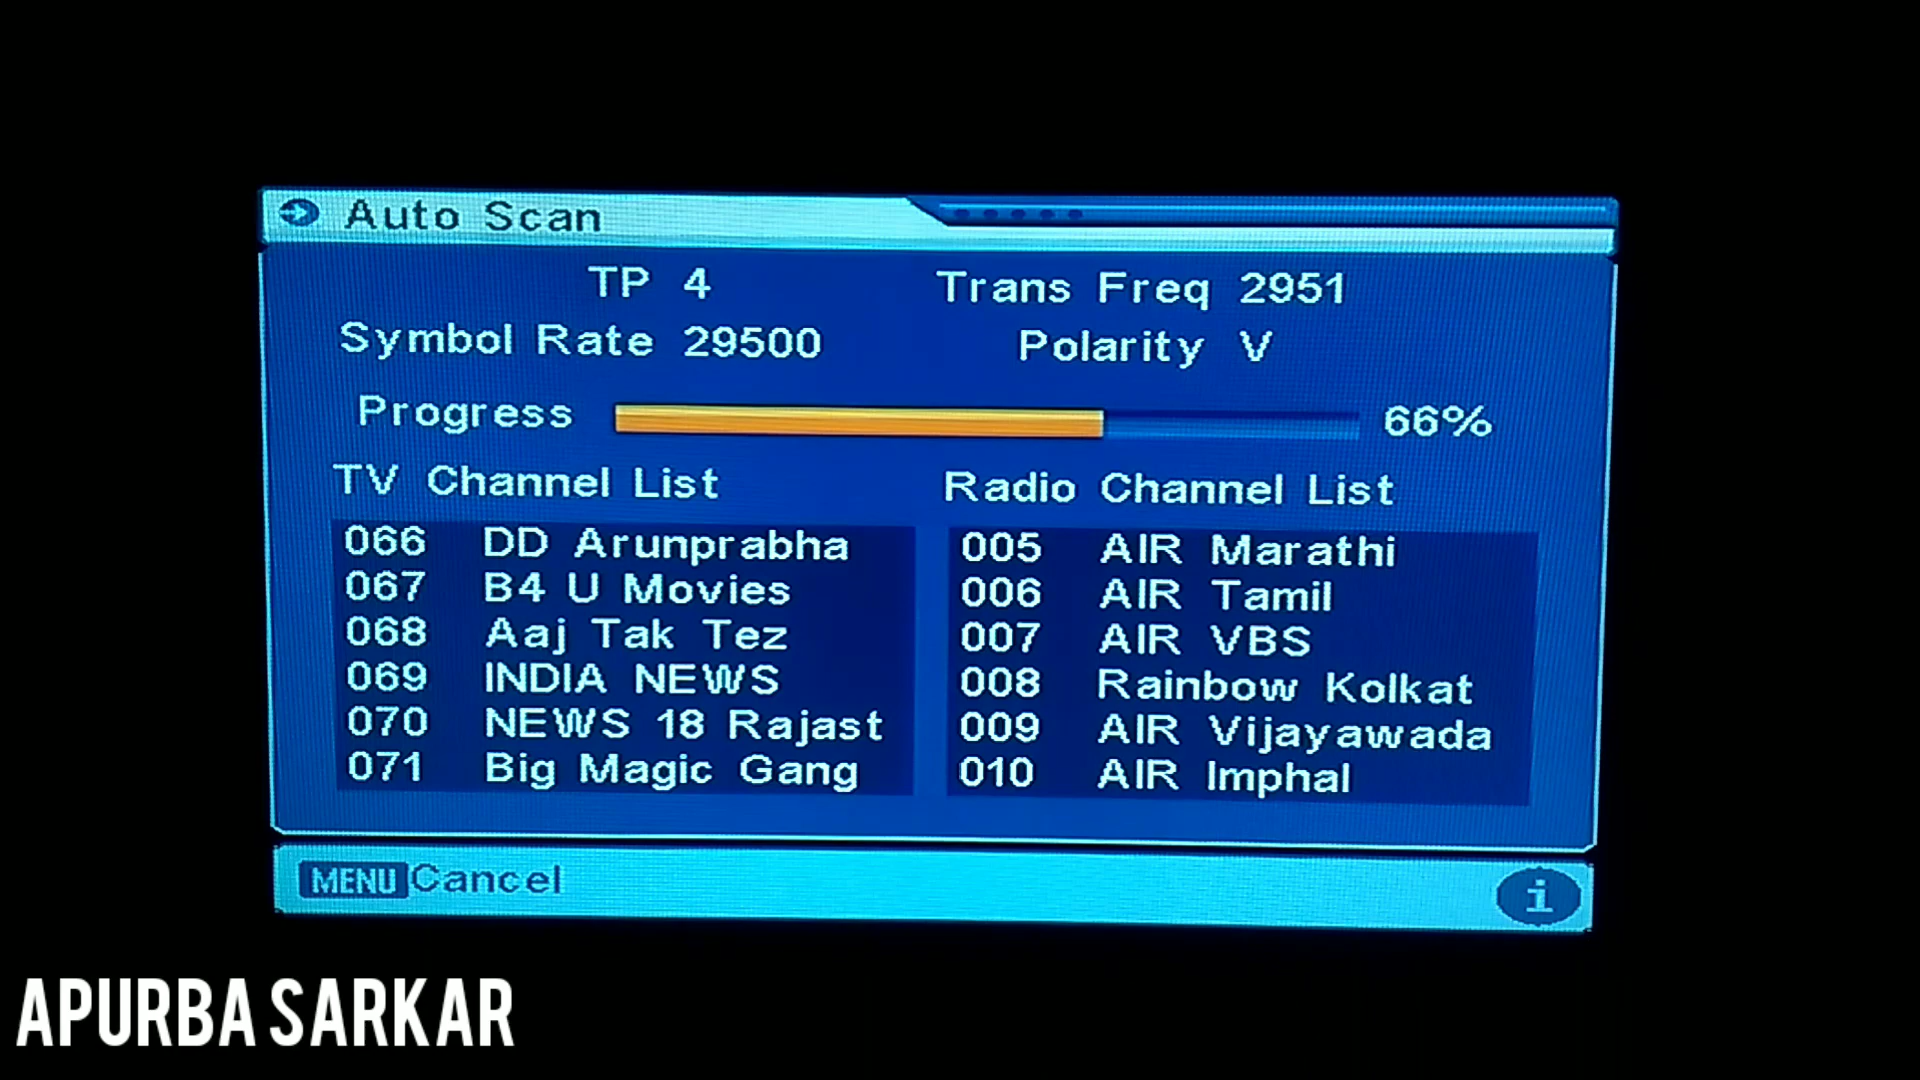 Auto Scan
TP 4 Trans Freq 2951
Symbol Rate 29500 Polarity V
Progress 66%
TV Channel List
066 DD Arunprabha
067 B4 U Movies
068 Aaj Tak Tez
069 INDIA NEWS
070 NEWS 18 Rajast
071 Big Magic Gang
Radio Channel List
005 AIR Marathi
006 AIR Tamil
007 AIR VBS
008 Rainbow Kolkat
009 AIR Vijayawada
010 AIR Imphal
MENU Cancel
i
APURBA SARKAR